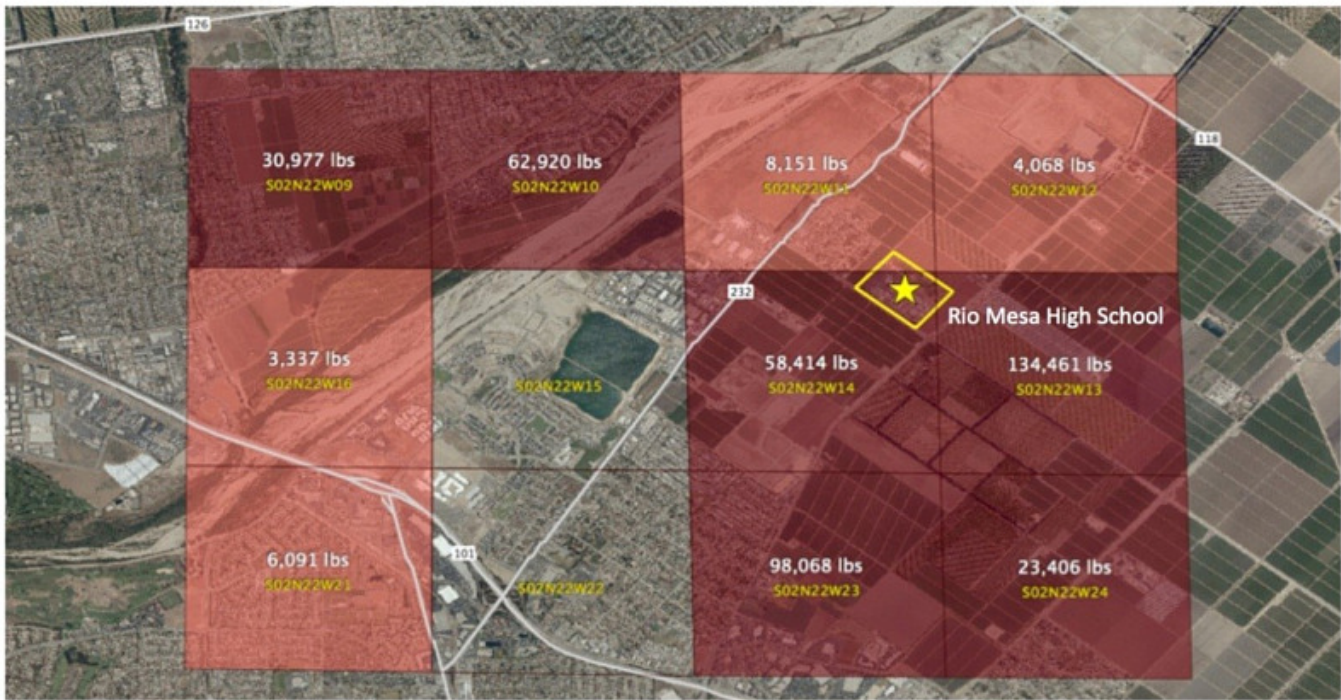 126
118
30,977 lbs
S02N22W09
62,920 lbs
S02N22W10
8,151 lbs
S02N22W11
4,068 lbs
S02N22W12
232
Rio Mesa High School
3,337 lbs
S02N22W16
S02N22W15
58,414 lbs
S02N22W14
134,461 lbs
S02N22W13
101
6,091 lbs
S02N22W21
S02N22W22
98,068 lbs
S02N22W23
23,406 lbs
S02N22W24